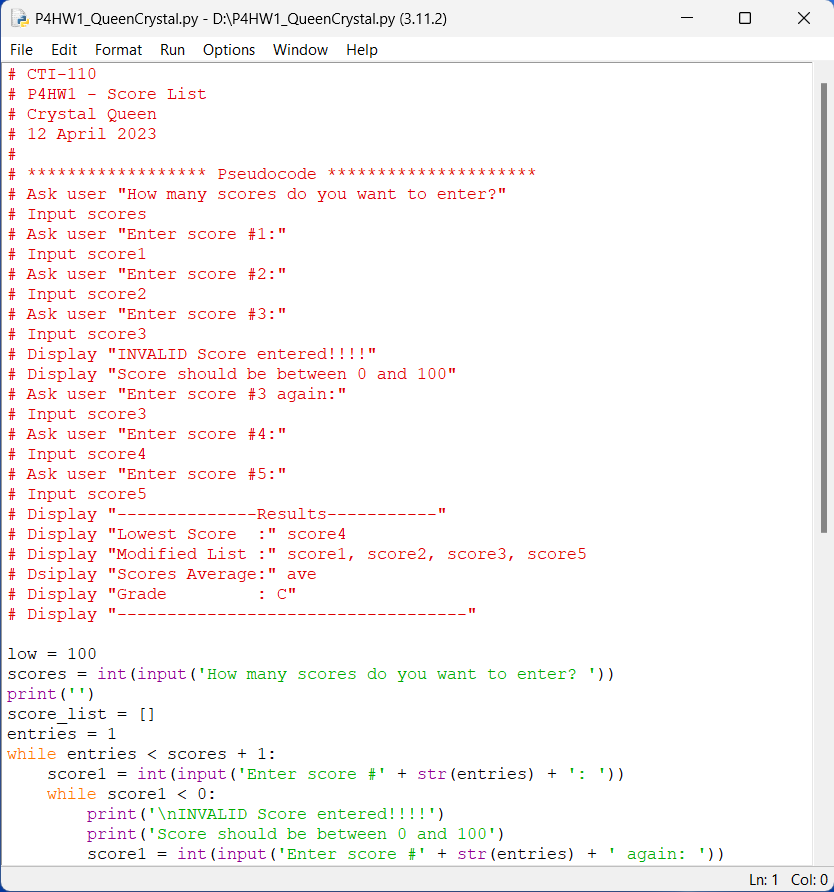 P4HW1_QueenCrystal.py - D:\P4HW1_QueenCrystal.py (3.11.2)
File Edit Format Run Options Window Help
# CTI-110
# P4HW1 - Score List
# Crystal Queen
# 12 April 2023
#
# ****************** Pseudocode *********************
# Ask user "How many scores do you want to enter?"
# Input scores
# Ask user "Enter score #1:"
# Input score1
# Ask user "Enter score #2:"
# Input score2
# Ask user "Enter score #3:"
# Input score3
# Display "INVALID Score entered!!!!"
# Display "Score should be between 0 and 100"
# Ask user "Enter score #3 again:"
# Input score3
# Ask user "Enter score #4:"
# Input score4
# Ask user "Enter score #5:"
# Input score5
# Display "--------------Results-----------"
# Display "Lowest Score  :" score4
# Display "Modified List :" score1, score2, score3, score5
# Dsiplay "Scores Average:" ave
# Display "Grade         : C"
# Display "-----------------------------------"

low = 100
scores = int(input('How many scores do you want to enter? '))
print('')
score_list = []
entries = 1
while entries < scores + 1:
    score1 = int(input('Enter score #' + str(entries) + ': '))
    while score1 < 0:
        print('\nINVALID Score entered!!!!')
        print('Score should be between 0 and 100')
        score1 = int(input('Enter score #' + str(entries) + ' again: '))
Ln: 1 Col: 0